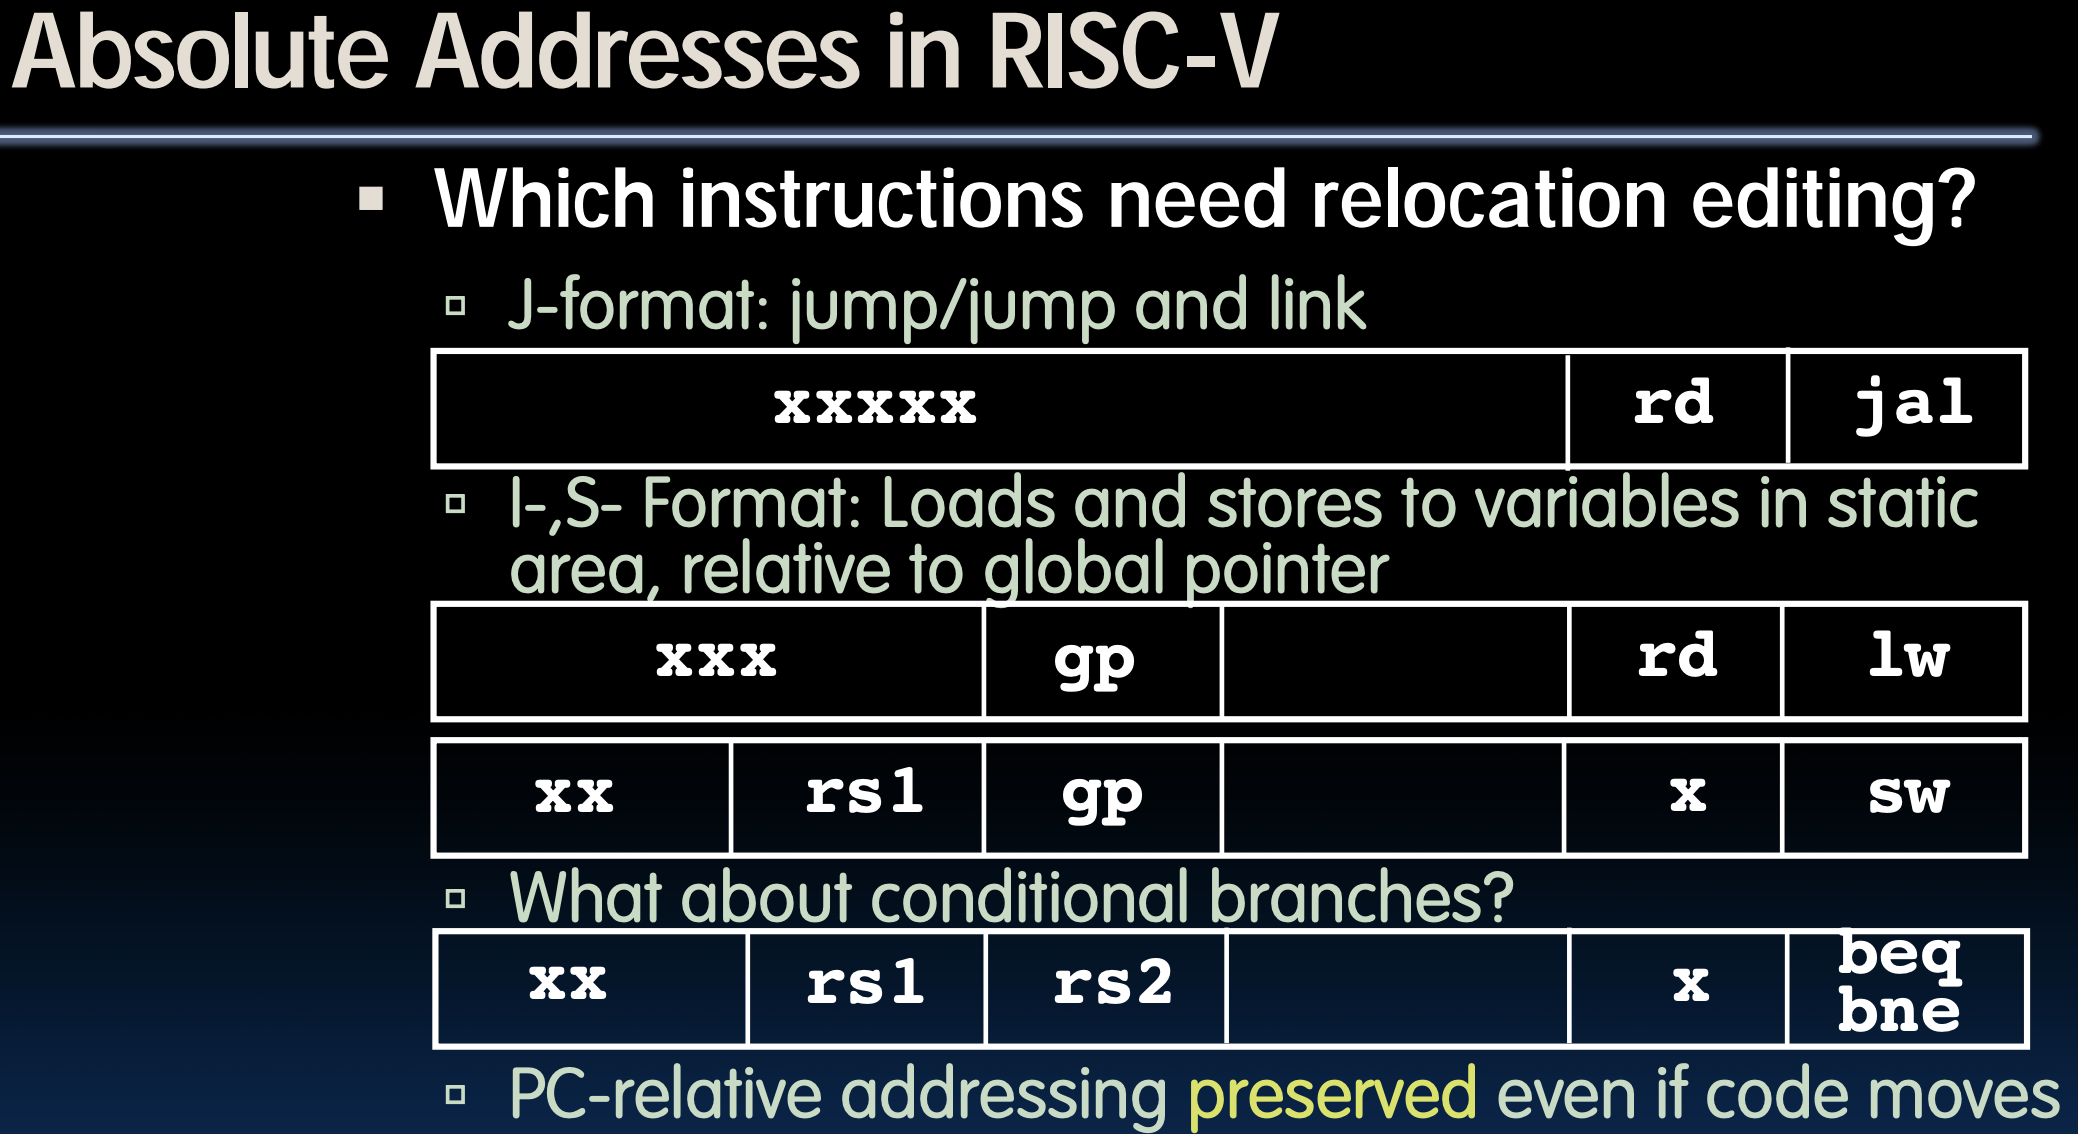 Absolute Addresses in RISC-V
Which instructions need relocation editing?
J-format: jump/jump and link
xxxxx rd jal
I-,S- Format: Loads and stores to variables in static
area, relative to global pointer
xxx gp rd lw
xx rs1 gp x sw
What about conditional branches?
xx rs1 rs2 x beq
bne
PC-relative addressing preserved even if code moves